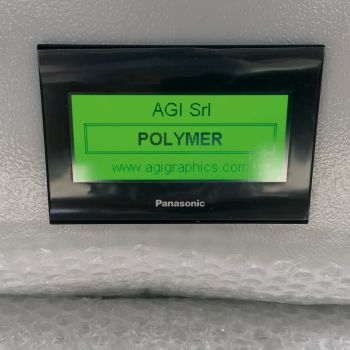 AGI Srl
POLYMER
www.agigraphics.com
Panasonic